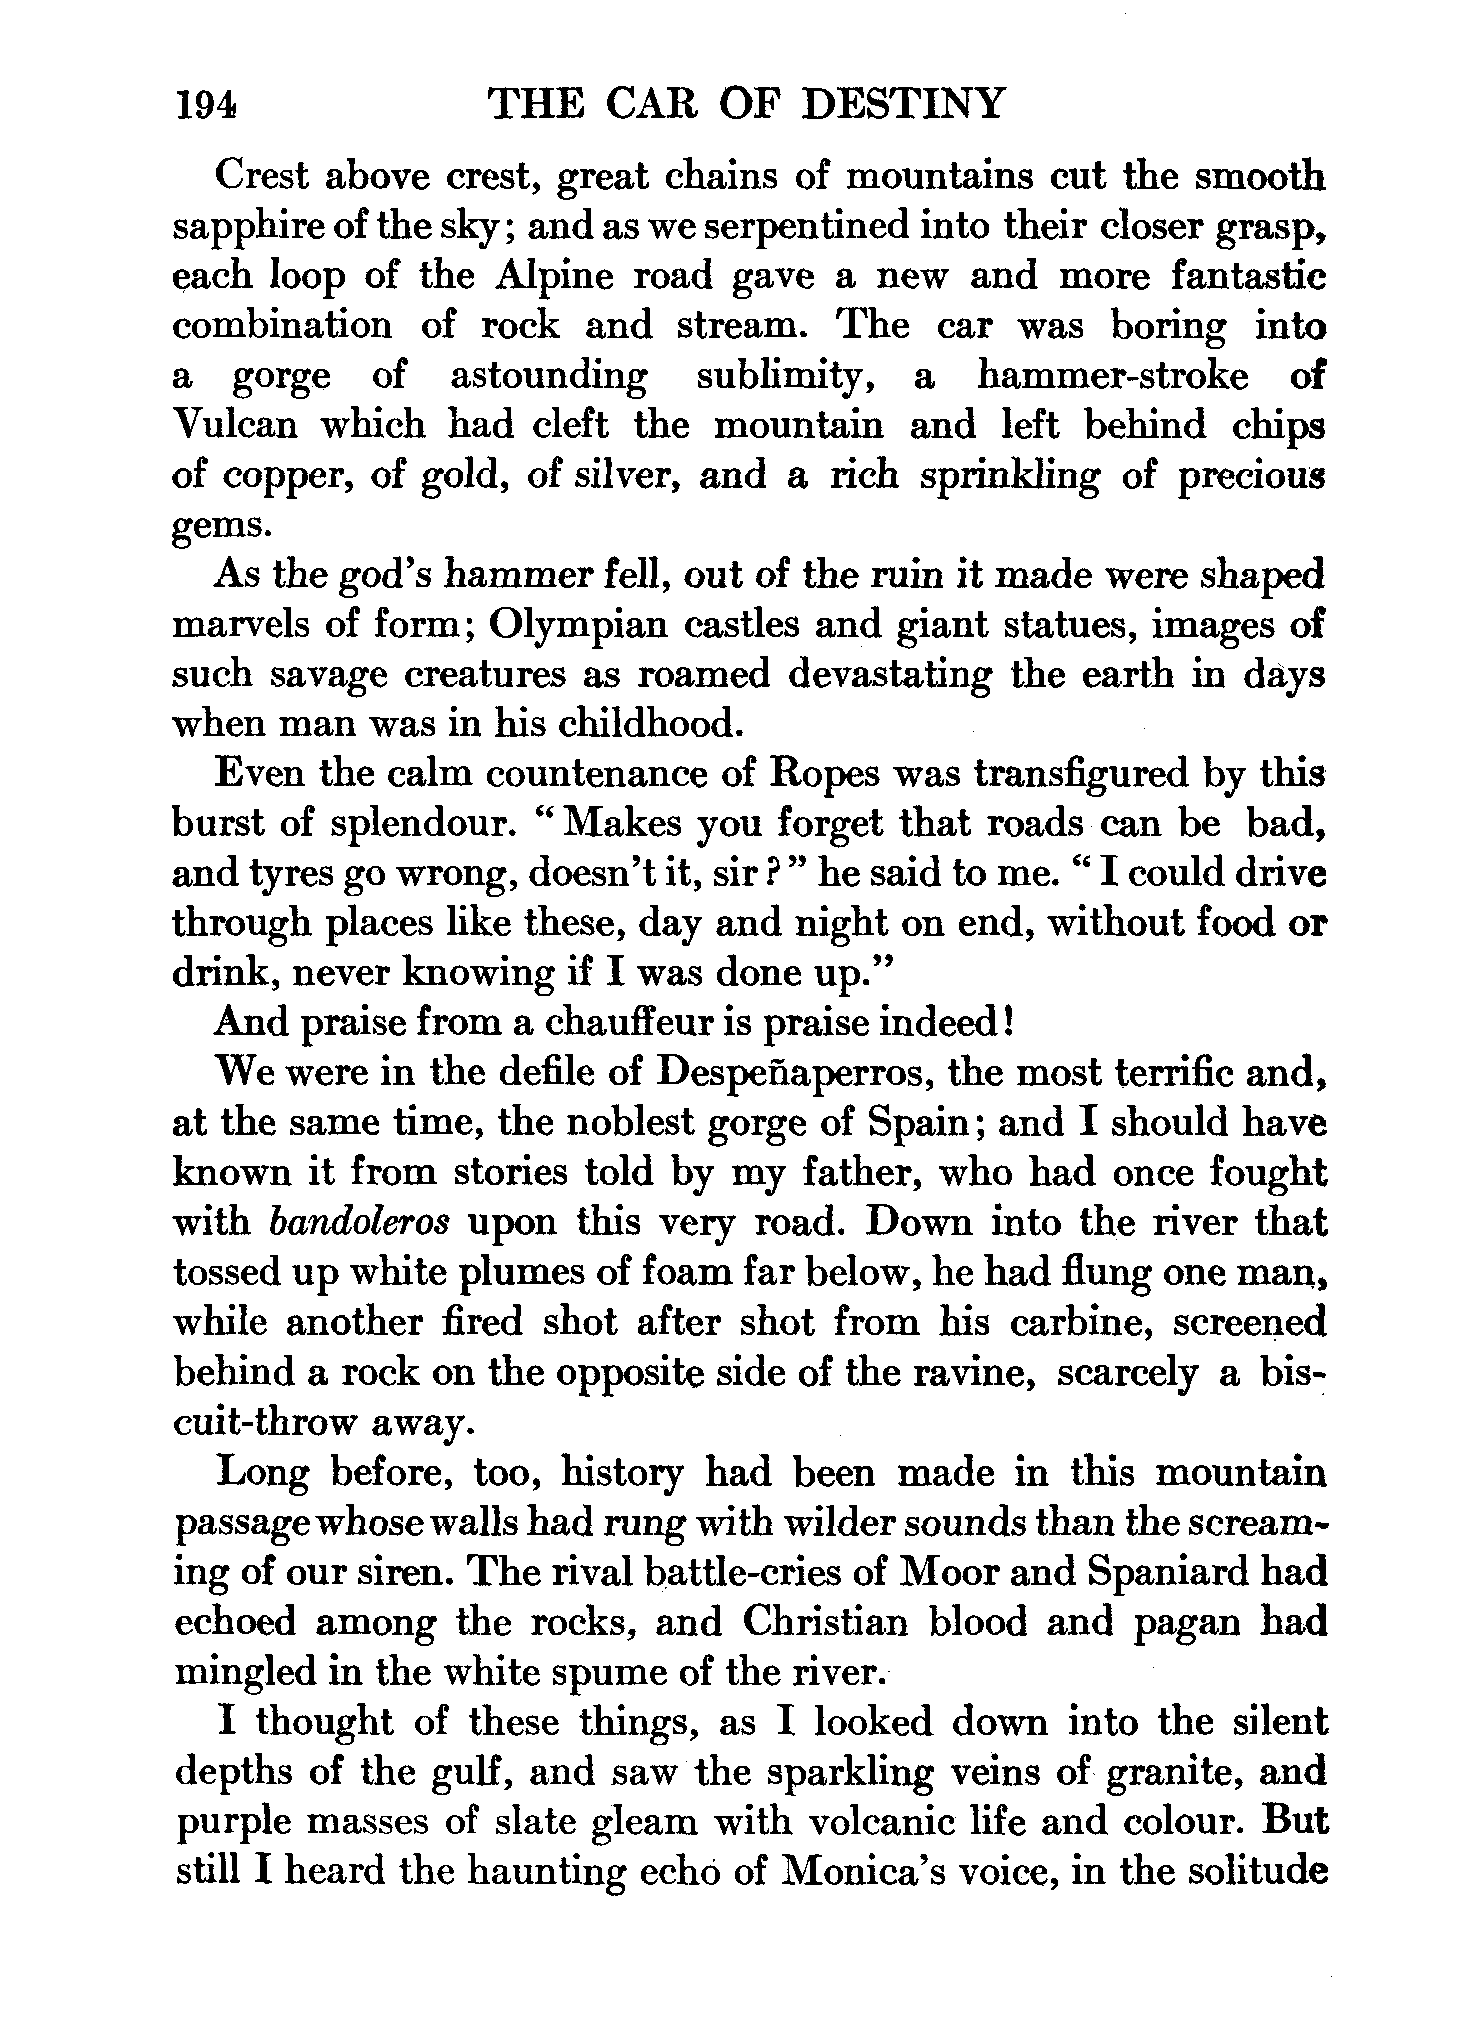 194 THE CAR OF DESTINY
Crest above crest, great chains of mountains cut the smooth
sapphire of the sky; and as we serpentined into their closer grasp,
each loop of the Alpine road gave a new and more fantastic
combination of rock and stream. The car was boring into
a gorge of astounding sublimity, a hammer-stroke of
Vulcan which had cleft the mountain and left behind chips
of copper, of gold, of silver, and a rich sprinkling of precious
gems.
As the god's hammer fell, out of the ruin it made were shaped
marvels of form; Olympian castles and giant statues, images of
such savage creatures as roamed devastating the earth in days
when man was in his childhood.
Even the calm countenance of Ropes was transfigured by this
burst of splendour. "Makes you forget that roads can be bad,
and tyres go wrong, doesn't it, sir?" he said to me. "I could drive
through places like these, day and night on end, without food or
drink, never knowing if I was done up."
And praise from a chauffeur is praise indeed!
We were in the defile of Despeñaperros, the most terrific and,
at the same time, the noblest gorge of Spain; and I should have
known it from stories told by my father, who had once fought
with bandoleros upon this very road. Down into the river that
tossed up white plumes of foam far below, he had flung one man,
while another fired shot after shot from his carbine, screened
behind a rock on the opposite side of the ravine, scarcely a bis-
cuit-throw away.
Long before, too, history had been made in this mountain
passage whose walls had rung with wilder sounds than the scream-
ing of our siren. The rival battle-cries of Moor and Spaniard had
echoed among the rocks, and Christian blood and pagan had
mingled in the white spume of the river.
I thought of these things, as I looked down into the silent
depths of the gulf, and saw the sparkling veins of granite, and
purple masses of slate gleam with volcanic life and colour. But
still I heard the haunting echo of Monica's voice, in the solitude